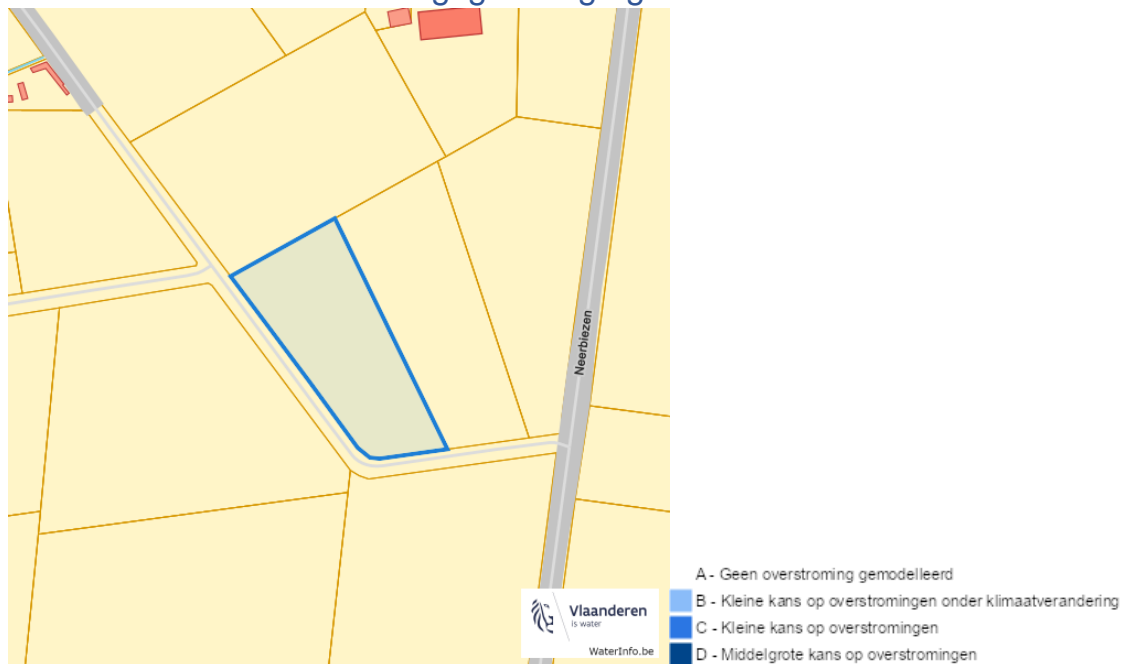 Neerbiezen
Vlaanderen
is water
WaterInfo.be
A - Geen overstroming gemodelleerd
B - Kleine kans op overstromingen onder klimaatverandering
C - Kleine kans op overstromingen
D - Middelgrote kans op overstromingen